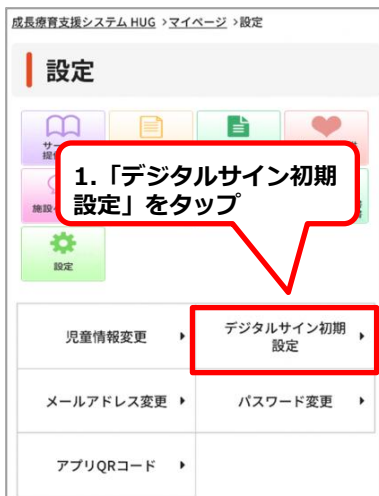 成長療育支援システム HUG >マイページ >設定
設定
サー
提供
1.「デジタルサイン初期
設定」をタップ
施設
設定
児童情報変更
デジタルサイン初期
設定
メールアドレス変更
パスワード変更
アプリQRコード